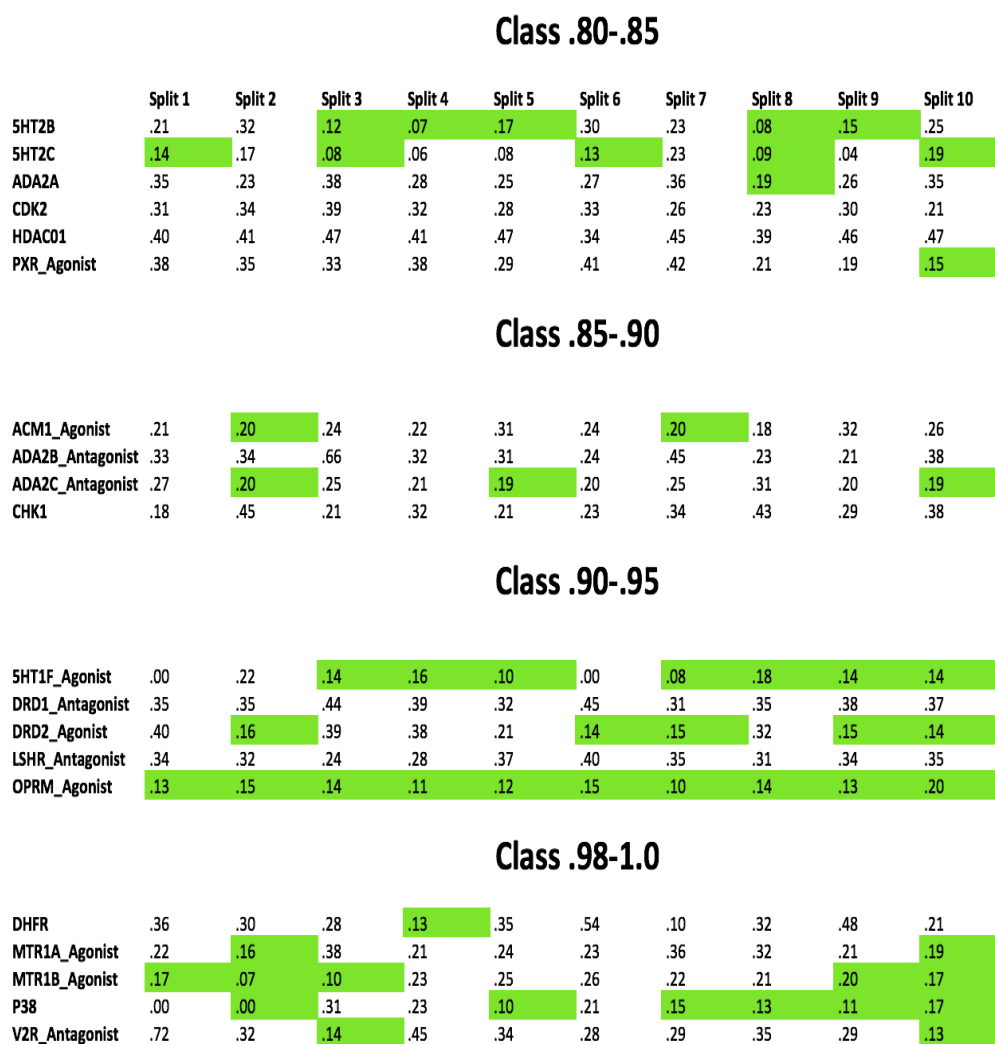 Class .80-.85
Split 1 Split 2 Split 3 Split 4 Split 5 Split 6 Split 7 Split 8 Split 9 Split 10
5HT2B .21 .32 .12 .07 .17 .30 .23 .08 .15 .25
5HT2C .14 .17 .08 .06 .08 .13 .23 .09 .04 .19
ADA2A .35 .23 .38 .28 .25 .27 .36 .19 .26 .35
CDK2 .31 .34 .39 .32 .28 .33 .26 .23 .30 .21
HDAC01 .40 .41 .47 .41 .47 .34 .45 .39 .46 .47
PXR_Agonist .38 .35 .33 .38 .29 .41 .42 .21 .19 .15
Class .85-.90
ACM1_Agonist .21 .20 .24 .22 .31 .24 .20 .18 .32 .26
ADA2B_Antagonist .33 .34 .66 .32 .31 .24 .45 .23 .21 .38
ADA2C_Antagonist .27 .20 .25 .21 .19 .20 .25 .31 .20 .19
CHK1 .18 .45 .21 .32 .21 .23 .34 .43 .29 .38
Class .90-.95
5HT1F_Agonist .00 .22 .14 .16 .10 .00 .08 .18 .14 .14
DRD1_Antagonist .35 .35 .44 .39 .32 .45 .31 .35 .38 .37
DRD2_Agonist .40 .16 .39 .38 .21 .14 .15 .32 .15 .14
LSHR_Antagonist .34 .32 .24 .28 .37 .40 .35 .31 .34 .35
OPRM_Agonist .13 .15 .14 .11 .12 .15 .10 .14 .13 .20
Class .98-1.0
DHFR .36 .30 .28 .13 .35 .54 .10 .32 .48 .21
MTR1A_Agonist .22 .16 .38 .21 .24 .23 .36 .32 .21 .19
MTR1B_Agonist .17 .07 .10 .23 .25 .26 .22 .21 .20 .17
P38 .00 .00 .31 .23 .10 .21 .15 .13 .11 .17
V2R_Antagonist .72 .32 .14 .45 .34 .28 .29 .35 .29 .13